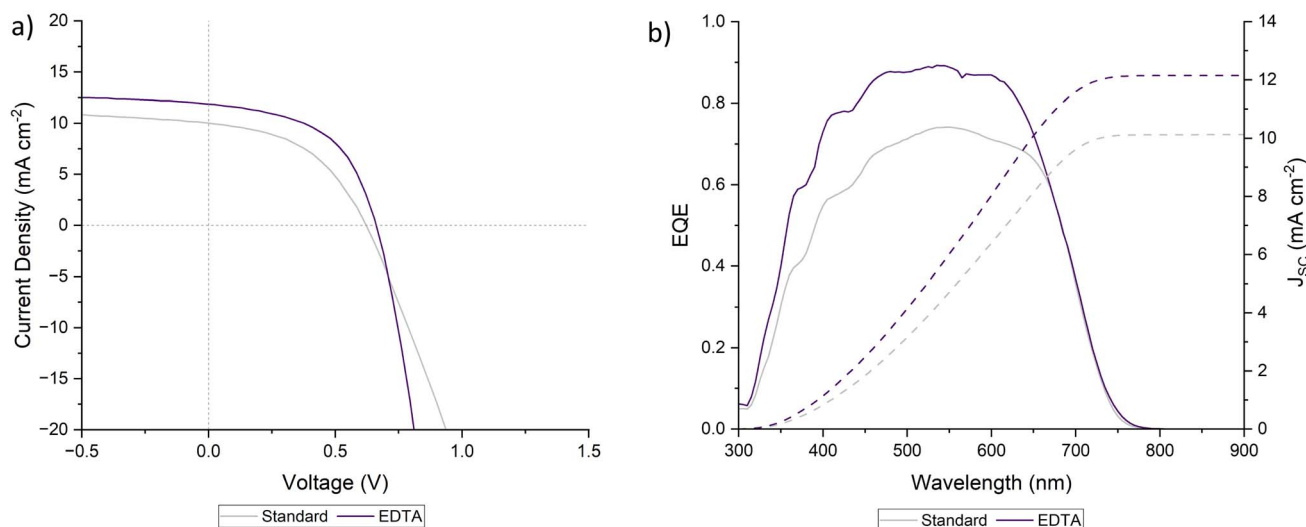 a)
20
15
10
5
0
−5
−10
−15
−20
Current Density (mA cm−2)
−0.5 0.0 0.5 1.0 1.5
Voltage (V)
Standard EDTA
b)
1.0
0.8
0.6
0.4
0.2
0.0
EQE
14
12
10
8
6
4
2
0
JSC (mA cm−2)
300 400 500 600 700 800 900
Wavelength (nm)
Standard EDTA